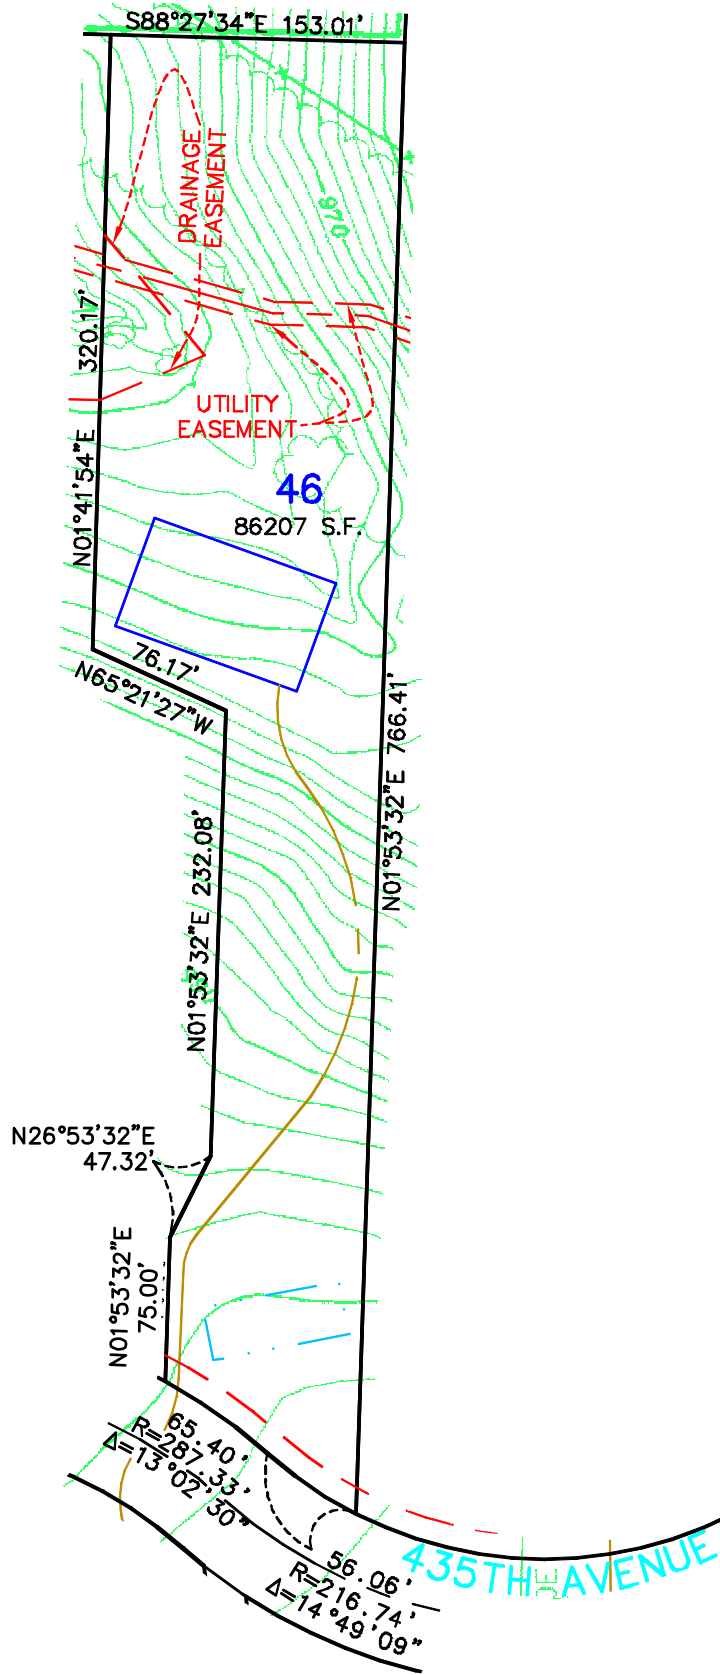 S88°27'34"E 153.01'
DRAINAGE
EASEMENT
970
N01°41'54"E 320.17'
UTILITY
EASEMENT
46
86207 S.F.
76.17'
N65°21'27"W
N01°53'32"E 766.41'
N01°53'32"E 232.08'
N26°53'32"E
47.32'
N01°53'32"E
75.00'
65.40'
R=287.33'
Δ=13°02'30"
56.06'
R=216.74'
Δ=14°49'09"
435TH AVENUE